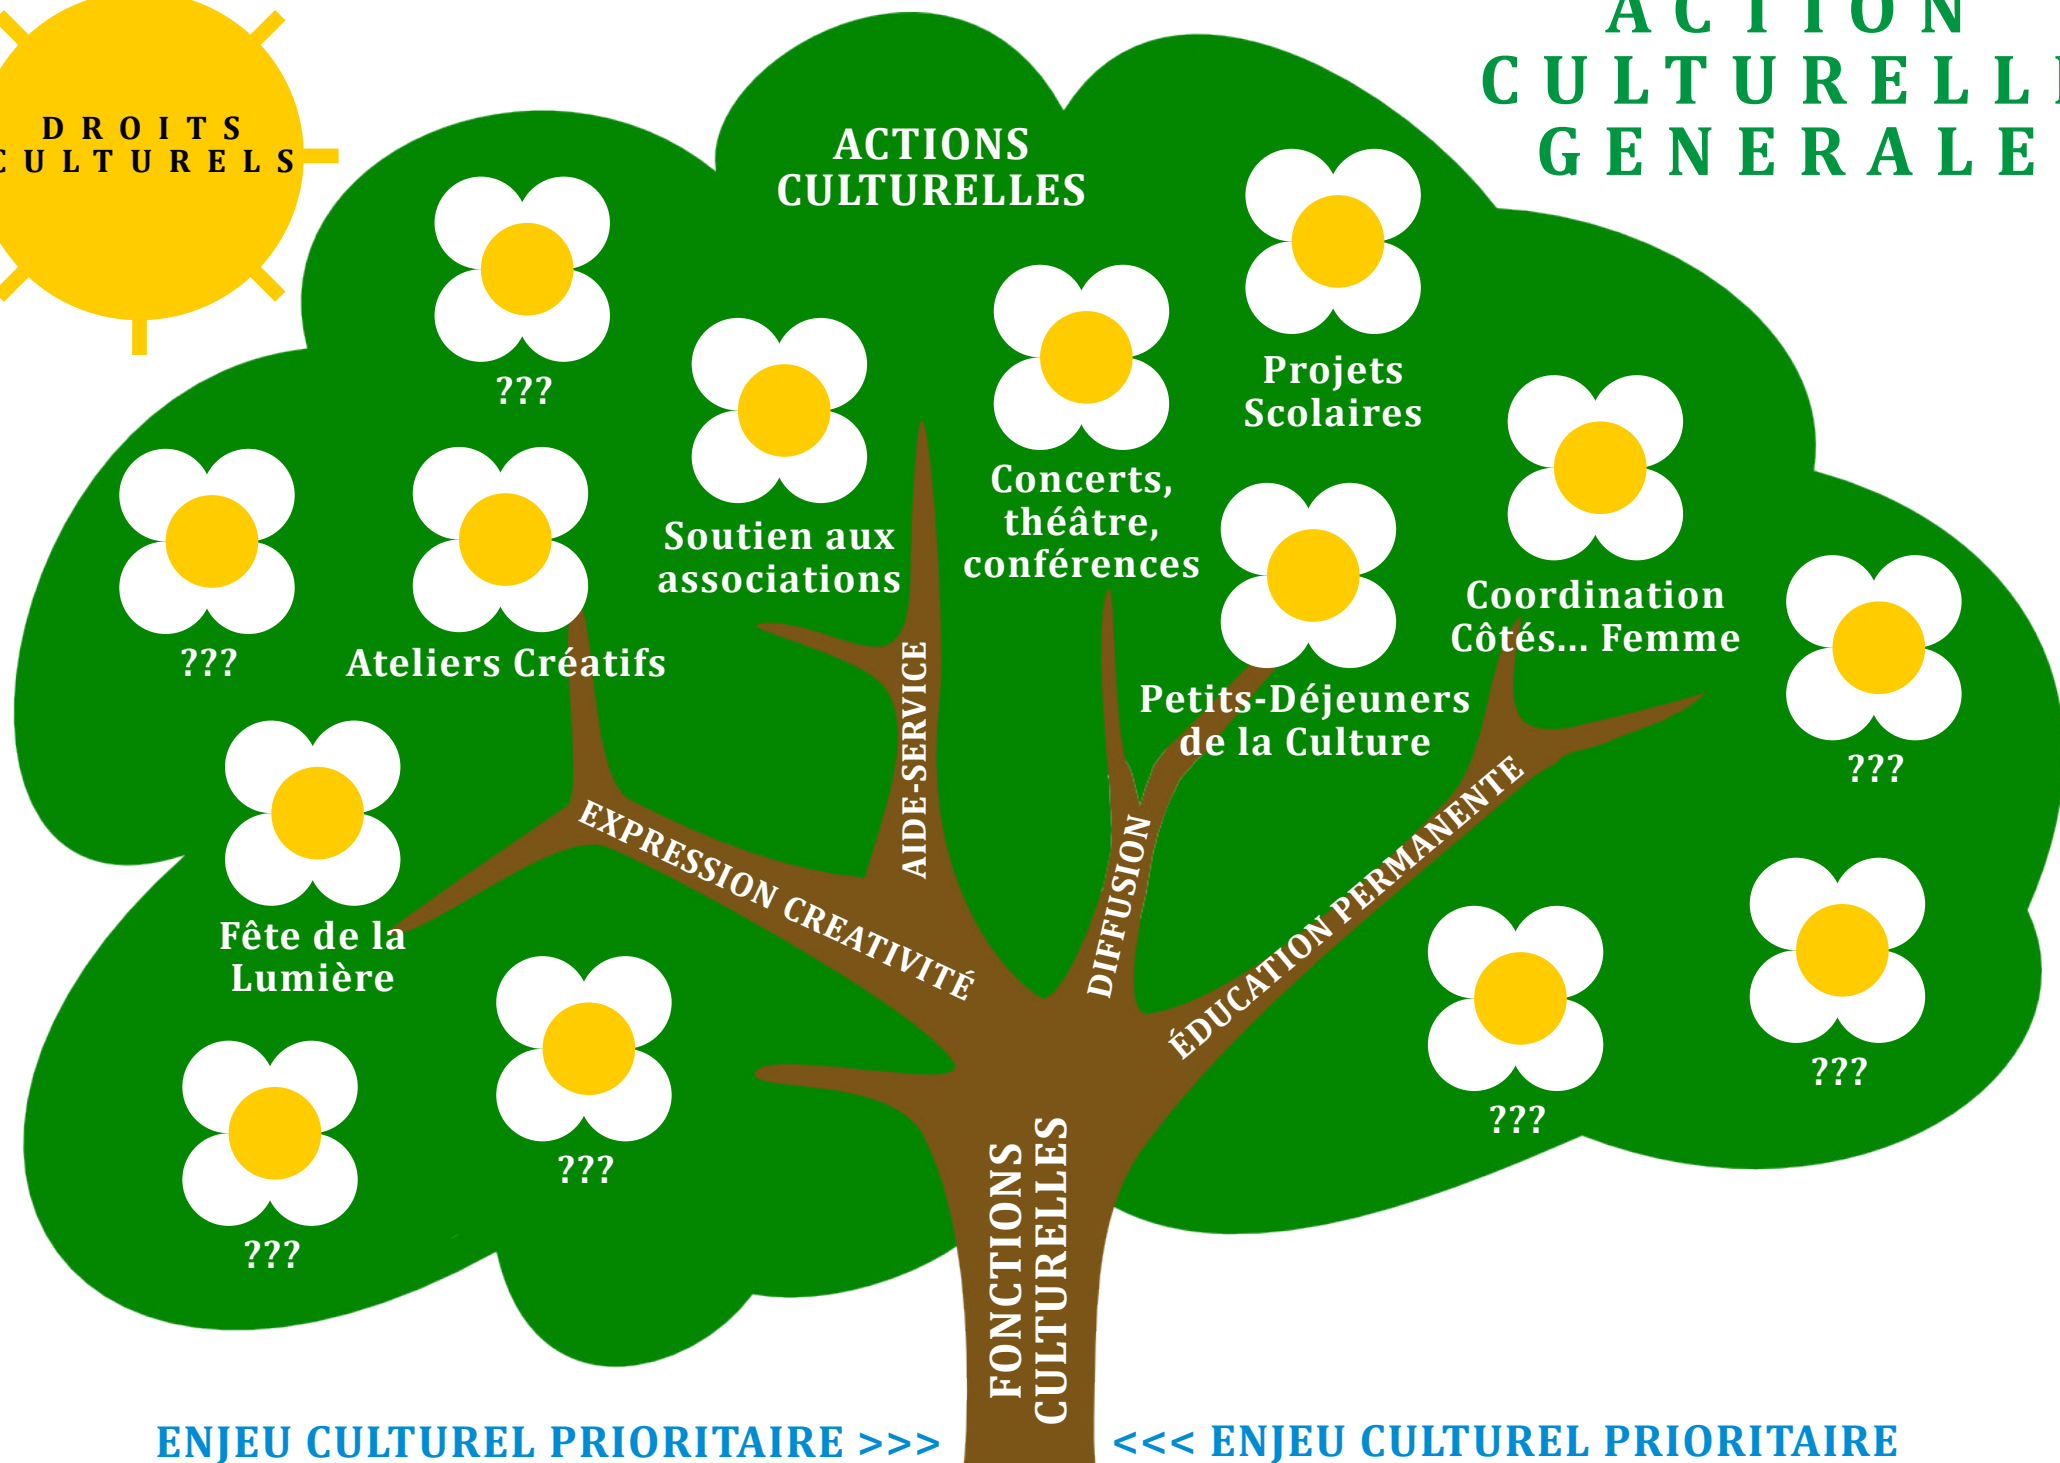 DROITS
CULTURELS
ACTION
CULTURELLE
GENERALE
ACTIONS
CULTURELLES
???
Soutien aux
associations
Concerts,
théâtre,
conférences
Projets
Scolaires
???
Ateliers Créatifs
Petits-Déjeuners
de la Culture
Coordination
Côtés... Femme
???
Fête de la
Lumière
EXPRESSION CREATIVITÉ
AIDE-SERVICE
DIFFUSION
ÉDUCATION PERMANENTE
???
???
???
???
FONCTIONS
CULTURELLES
ENJEU CULTUREL PRIORITAIRE >>>
<<< ENJEU CULTUREL PRIORITAIRE